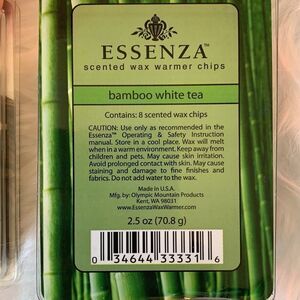 ESSENZA™
scented wax warmer chips
bamboo white tea
Contains: 8 scented wax chips
CAUTION: Use only as recommended in the
Essenza™ Operating & Safety Instruction
manual. Store in a cool place. Wax will melt
when in a warm environment. Keep away from
children and pets. May cause skin irritation.
Avoid prolonged contact with skin. May cause
staining and damage to fine finishes and
fabrics. Do not add water to the wax.
Made in U.S.A.
Mfg. by: Olympic Mountain Products
Kent, WA 98031
www.EssenzaWaxWarmer.com
2.5 oz (70.8 g)
0 34644 33331 6